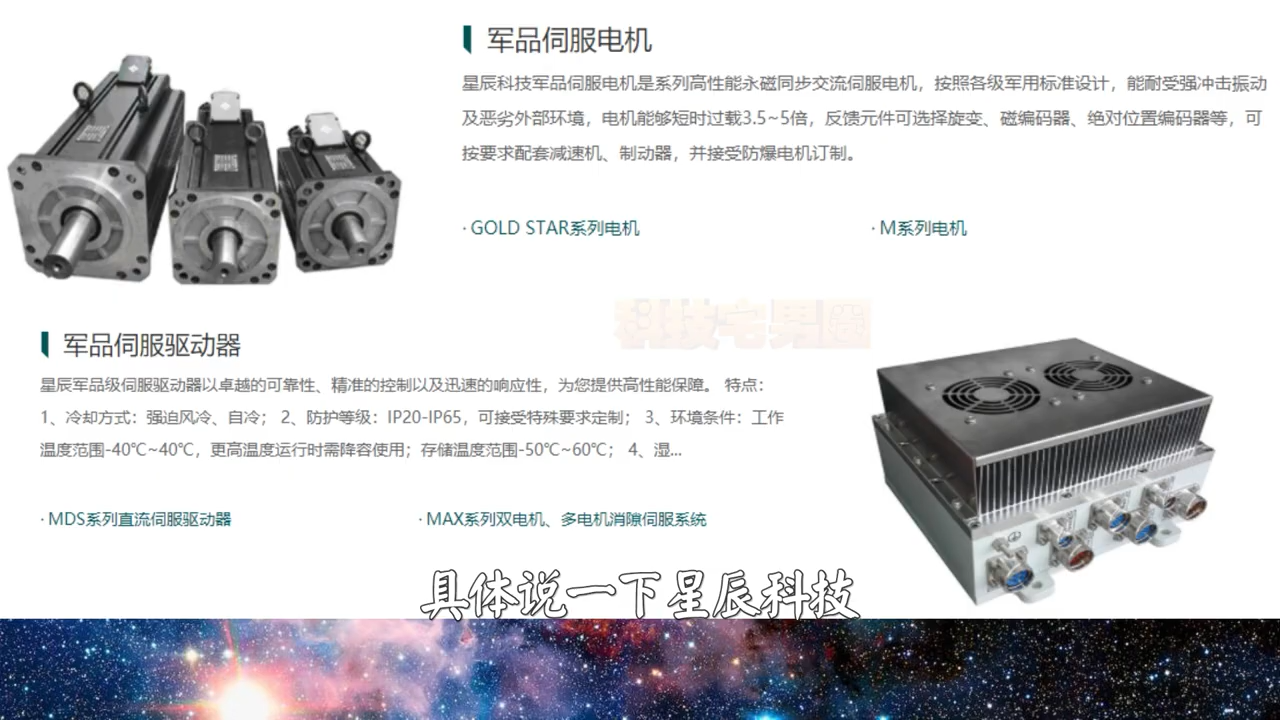 军品伺服电机
星辰科技军品伺服电机是系列高性能永磁同步交流伺服电机，按照各级军用标准设计，能耐受强冲击振动
及恶劣外部环境，电机能够短时过载3.5~5倍，反馈元件可选择旋变、磁编码器、绝对位置编码器等，可
按要求配套减速机、制动器，并接受防爆电机订制。
· GOLD STAR系列电机
· M系列电机
科技宅男圈
军品伺服驱动器
星辰军品级伺服驱动器以卓越的可靠性、精准的控制以及迅速的响应性，为您提供高性能保障。 特点：
1、冷却方式：强迫风冷、自冷； 2、防护等级：IP20-IP65，可接受特殊要求定制； 3、环境条件：工作
温度范围-40℃~40℃，更高温度运行时需降容使用；存储温度范围-50℃~60℃； 4、湿...
· MDS系列直流伺服驱动器
· MAX系列双电机、多电机消隙伺服系统
具体说一下星辰科技